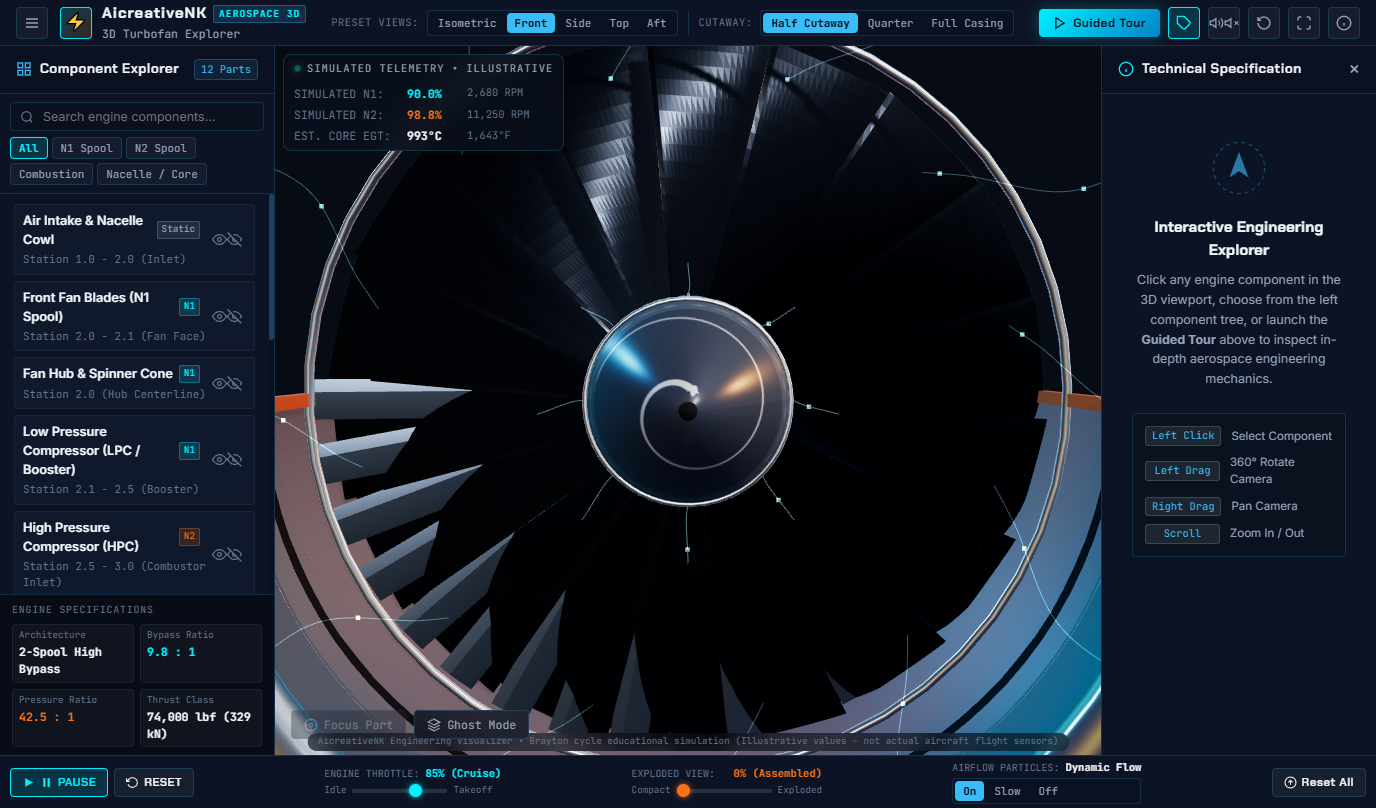 AicreativeNK AEROSPACE 3D
3D Turbofan Explorer
PRESET VIEWS: Isometric Front Side Top Aft
CUTAWAY: Half Cutaway Quarter Full Casing
Guided Tour
Component Explorer 12 Parts
Search engine components...
All N1 Spool N2 Spool
Combustion Nacelle / Core
Air Intake & Nacelle
Cowl
Static
Station 1.0 - 2.0 (Inlet)
Front Fan Blades (N1
Spool)
N1
Station 2.0 - 2.1 (Fan Face)
Fan Hub & Spinner Cone N1
Station 2.0 (Hub Centerline)
Low Pressure
Compressor (LPC /
Booster)
N1
Station 2.1 - 2.5 (Booster)
High Pressure
Compressor (HPC)
N2
Station 2.5 - 3.0 (Combustor
Inlet)
ENGINE SPECIFICATIONS
Architecture
2-Spool High
Bypass
Bypass Ratio
9.8 : 1
Pressure Ratio
42.5 : 1
Thrust Class
74,000 lbf (329
kN)
SIMULATED TELEMETRY • ILLUSTRATIVE
SIMULATED N1: 90.0% 2,680 RPM
SIMULATED N2: 98.8% 11,250 RPM
EST. CORE EGT: 993°C 1,643°F
Focus Part Ghost Mode
AicreativeNK Engineering Visualizer • Brayton cycle educational simulation (Illustrative values - not actual aircraft flight sensors)
Technical Specification
Interactive Engineering
Explorer
Click any engine component in the
3D viewport, choose from the left
component tree, or launch the
Guided Tour above to inspect in-
depth aerospace engineering
mechanics.
Left Click Select Component
Left Drag 360° Rotate
Camera
Right Drag Pan Camera
Scroll Zoom In / Out
PAUSE RESET
ENGINE THROTTLE: 85% (Cruise)
Idle Takeoff
EXPLODED VIEW: 0% (Assembled)
Compact Exploded
AIRFLOW PARTICLES: Dynamic Flow
On Slow Off
Reset All